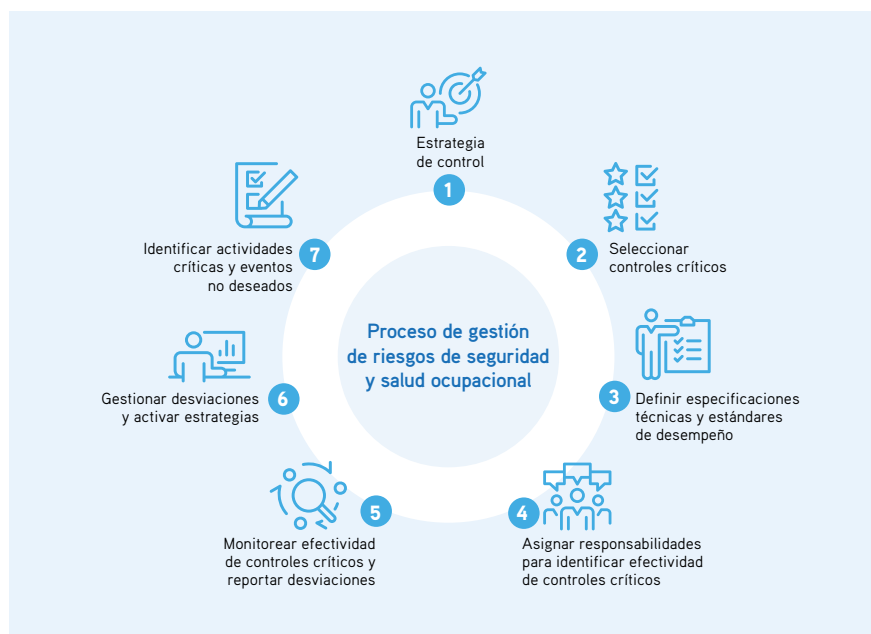 Estrategia
de control
1
2
Seleccionar
controles críticos
3
Definir especificaciones
técnicas y estándares
de desempeño
4
Asignar responsabilidades
para identificar efectividad
de controles críticos
5
Monitorear efectividad
de controles críticos y
reportar desviaciones
6
Gestionar desviaciones
y activar estrategias
7
Identificar actividades
críticas y eventos
no deseados
Proceso de gestión
de riesgos de seguridad
y salud ocupacional